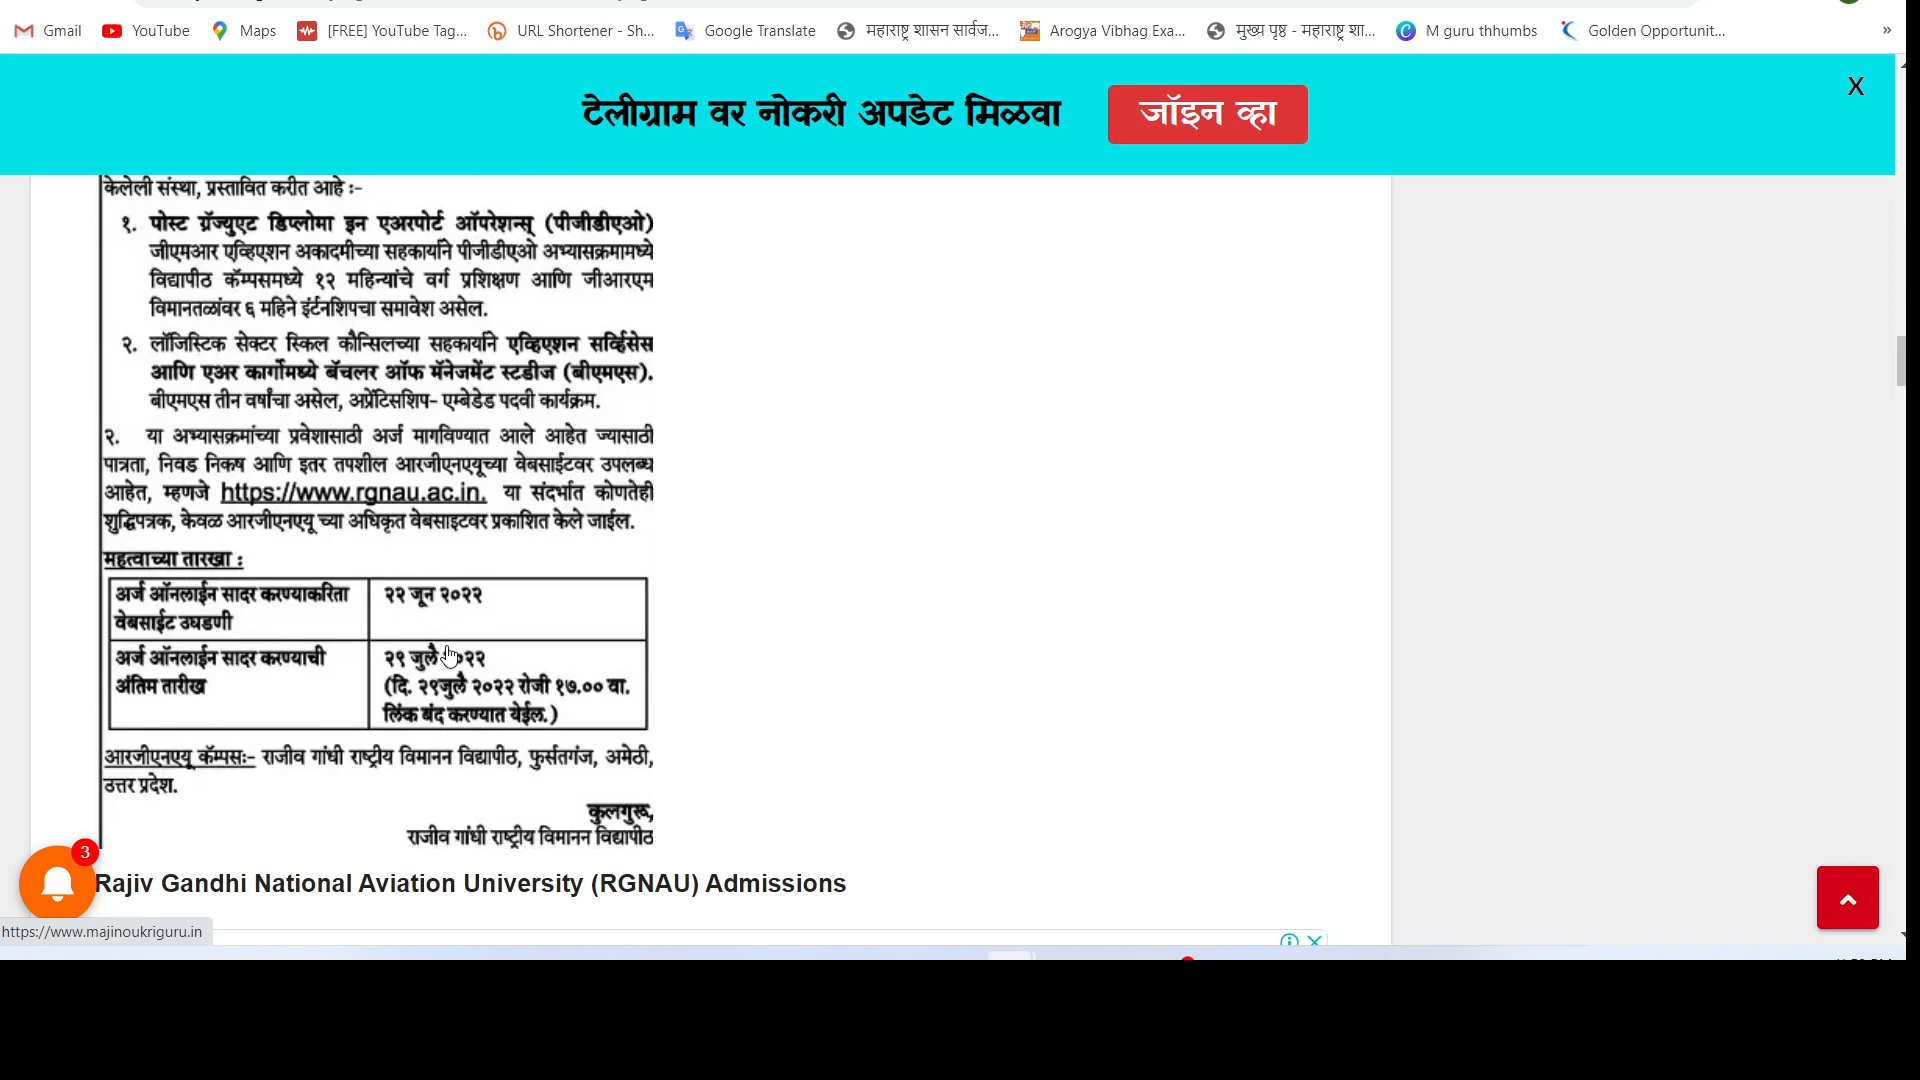 Gmail YouTube Maps [FREE] YouTube Tag... URL Shortener - Sh... Google Translate महाराष्ट्र शासन सार्वज... Arogya Vibhag Exa... मुख्य पृष्ठ - महाराष्ट्र शा... M guru thhumbs Golden Opportunit... »
टेलीग्राम वर नोकरी अपडेट मिळवा जॉइन व्हा X
केलेली संस्था, प्रस्तावित करीत आहे :-
१. पोस्ट ग्रॅज्युएट डिप्लोमा इन एअरपोर्ट ऑपरेशन्स् (पीजीडीएओ)
जीएमआर एव्हिएशन अकादमीच्या सहकार्याने पीजीडीएओ अभ्यासक्रमामध्ये
विद्यापीठ कॅम्पसमध्ये १२ महिन्यांचे वर्ग प्रशिक्षण आणि जीआरएम
विमानतळांवर ६ महिने इंर्टनशिपचा समावेश असेल.
२. लॉजिस्टिक सेक्टर स्किल कौन्सिलच्या सहकार्याने एव्हिएशन सर्व्हिसेस
आणि एअर कार्गोमध्ये बॅचलर ऑफ मॅनेजमेंट स्टडीज (बीएमएस).
बीएमएस तीन वर्षांचा असेल, अप्रेंटिसशिप- एम्बेडेड पदवी कार्यक्रम.
२. या अभ्यासक्रमांच्या प्रवेशासाठी अर्ज मागविण्यात आले आहेत ज्यासाठी
पात्रता, निवड निकष आणि इतर तपशील आरजीएनएयूच्या वेबसाईटवर उपलब्ध
आहेत, म्हणजे https://www.rgnau.ac.in. या संदर्भात कोणतेही
शुद्धिपत्रक, केवळ आरजीएनएयू च्या अधिकृत वेबसाइटवर प्रकाशित केले जाईल.
महत्वाच्या तारखा :
अर्ज ऑनलाईन सादर करण्याकरिता २२ जून २०२२
वेबसाईट उघडणी
अर्ज ऑनलाईन सादर करण्याची २९ जुलै २०२२
अंतिम तारीख (दि. २९जुलै २०२२ रोजी १७.०० वा.
लिंक बंद करण्यात येईल.)
आरजीएनएयू कॅम्पसः- राजीव गांधी राष्ट्रीय विमानन विद्यापीठ, फुर्सतगंज, अमेठी,
उत्तर प्रदेश.
कुलगुरू,
राजीव गांधी राष्ट्रीय विमानन विद्यापीठ
3
Rajiv Gandhi National Aviation University (RGNAU) Admissions
https://www.majinoukriguru.in